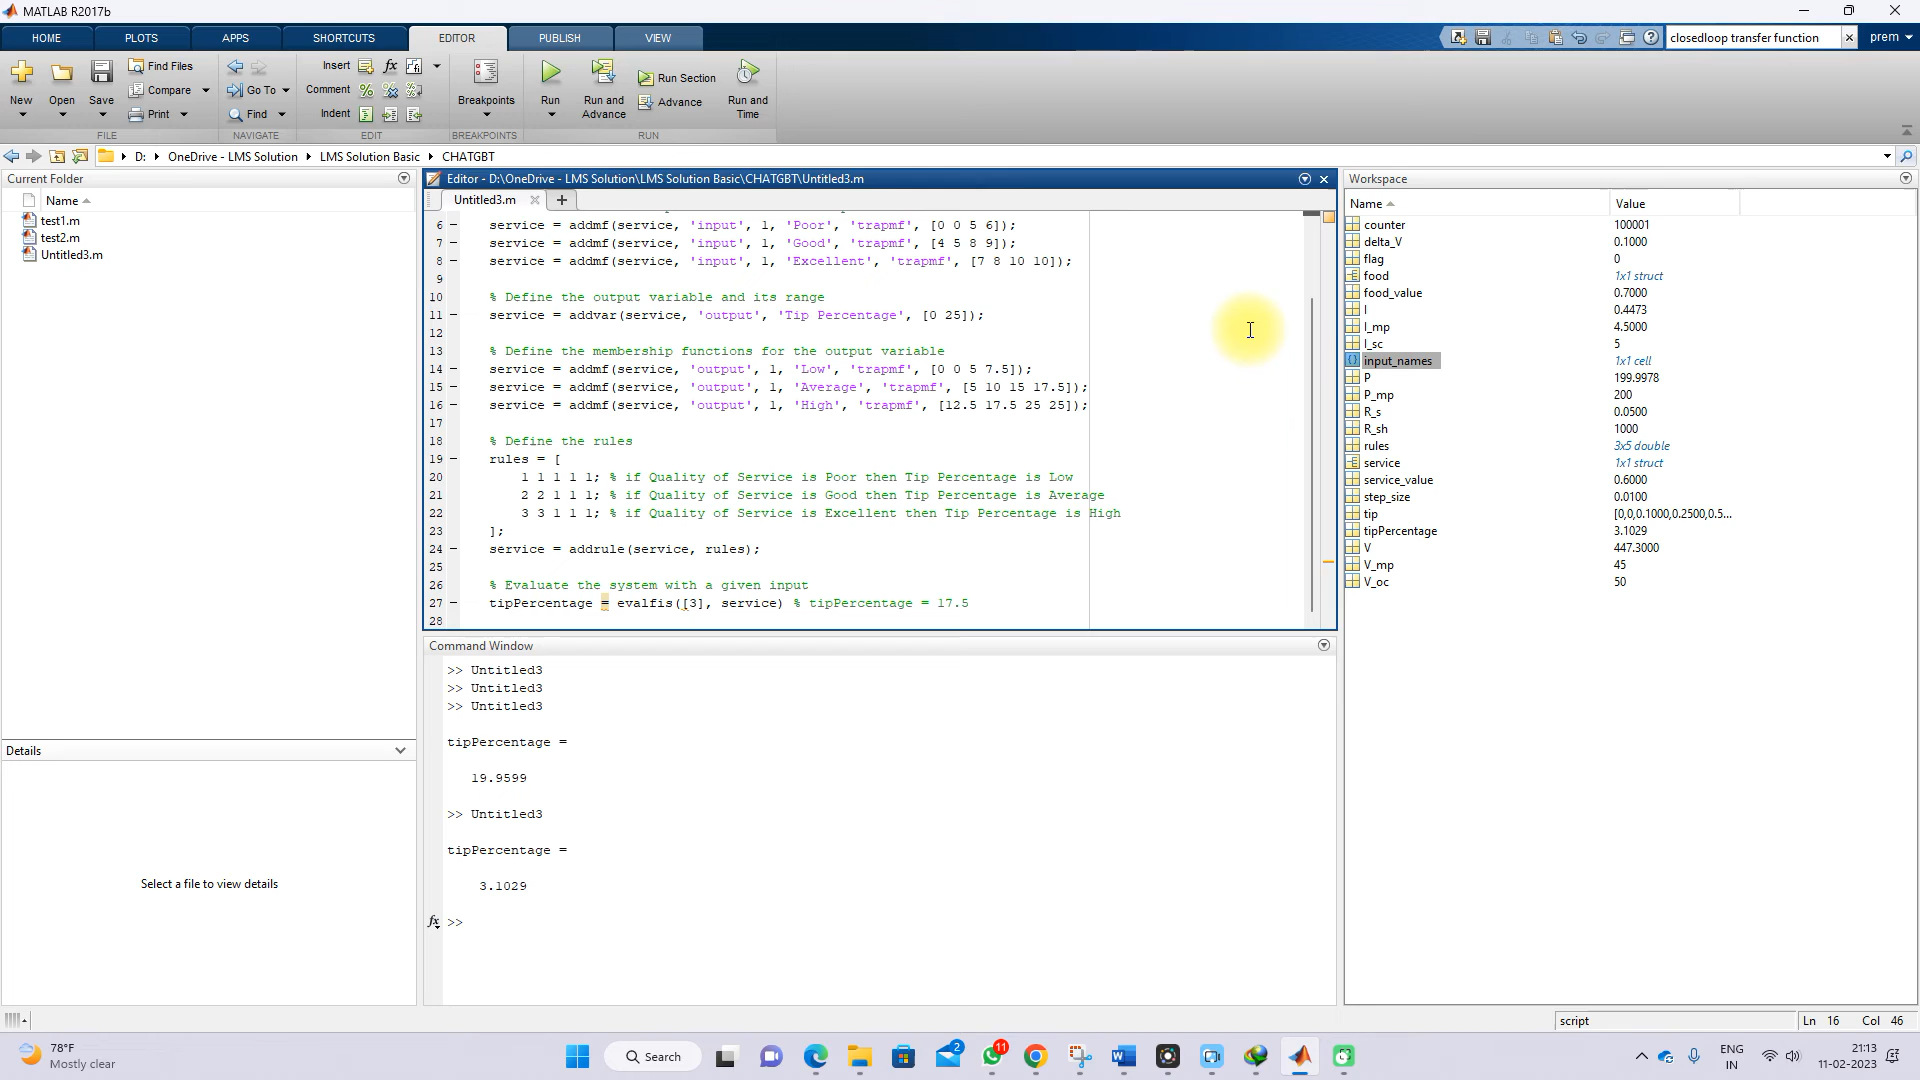 MATLAB R2017b
HOME PLOTS APPS SHORTCUTS EDITOR PUBLISH VIEW closedloop transfer function prem
Find Files Insert fx Run Section
New Open Save Compare Go To Comment Breakpoints Run Run and Advance Advance Run and Time
Print Find Indent
FILE NAVIGATE EDIT BREAKPOINTS RUN
D: OneDrive - LMS Solution LMS Solution Basic CHATGBT
Current Folder
Name
test1.m
test2.m
Untitled3.m
Details
Select a file to view details
Editor - D:\OneDrive - LMS Solution\LMS Solution Basic\CHATGBT\Untitled3.m
Untitled3.m
6 service = addmf(service, 'input', 1, 'Poor', 'trapmf', [0 0 5 6]);
7 service = addmf(service, 'input', 1, 'Good', 'trapmf', [4 5 8 9]);
8 service = addmf(service, 'input', 1, 'Excellent', 'trapmf', [7 8 10 10]);
9
10 % Define the output variable and its range
11 service = addvar(service, 'output', 'Tip Percentage', [0 25]);
12
13 % Define the membership functions for the output variable
14 service = addmf(service, 'output', 1, 'Low', 'trapmf', [0 0 5 7.5]);
15 service = addmf(service, 'output', 1, 'Average', 'trapmf', [5 10 15 17.5]);
16 service = addmf(service, 'output', 1, 'High', 'trapmf', [12.5 17.5 25 25]);
17
18 % Define the rules
19 rules = [
20 1 1 1 1 1; % if Quality of Service is Poor then Tip Percentage is Low
21 2 2 1 1 1; % if Quality of Service is Good then Tip Percentage is Average
22 3 3 1 1 1; % if Quality of Service is Excellent then Tip Percentage is High
23 ];
24 service = addrule(service, rules);
25
26 % Evaluate the system with a given input
27 tipPercentage = evalfis([3], service) % tipPercentage = 17.5
28
Command Window
>> Untitled3
>> Untitled3
>> Untitled3
tipPercentage =
19.9599
>> Untitled3
tipPercentage =
3.1029
fx >>
Workspace
Name Value
counter 100001
delta_V 0.1000
flag 0
food 1x1 struct
food_value 0.7000
I 0.4473
I_mp 4.5000
I_sc 5
input_names 1x1 cell
P 199.9978
P_mp 200
R_s 0.0500
R_sh 1000
rules 3x5 double
service 1x1 struct
service_value 0.6000
step_size 0.0100
tip [0,0,0.1000,0.2500,0.5...
tipPercentage 3.1029
V 447.3000
V_mp 45
V_oc 50
script Ln 16 Col 46
78°F
Mostly clear
Search
2
11
ENG
IN
21:13
11-02-2023